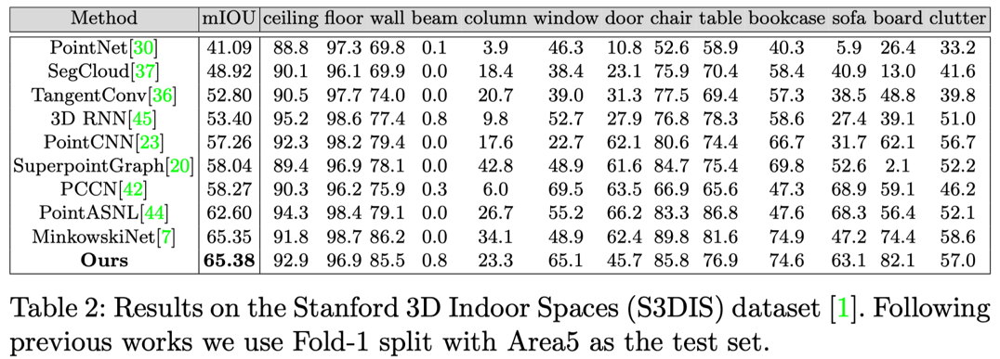 Method mIOU ceiling floor wall beam column window door chair table bookcase sofa board clutter
PointNet[30] 41.09 88.8 97.3 69.8 0.1 3.9 46.3 10.8 52.6 58.9 40.3 5.9 26.4 33.2
SegCloud[37] 48.92 90.1 96.1 69.9 0.0 18.4 38.4 23.1 75.9 70.4 58.4 40.9 13.0 41.6
TangentConv[36] 52.80 90.5 97.7 74.0 0.0 20.7 39.0 31.3 77.5 69.4 57.3 38.5 48.8 39.8
3D RNN[45] 53.40 95.2 98.6 77.4 0.8 9.8 52.7 27.9 76.8 78.3 58.6 27.4 39.1 51.0
PointCNN[23] 57.26 92.3 98.2 79.4 0.0 17.6 22.7 62.1 80.6 74.4 66.7 31.7 62.1 56.7
SuperpointGraph[20] 58.04 89.4 96.9 78.1 0.0 42.8 48.9 61.6 84.7 75.4 69.8 52.6 2.1 52.2
PCCN[42] 58.27 90.3 96.2 75.9 0.3 6.0 69.5 63.5 66.9 65.6 47.3 68.9 59.1 46.2
PointASNL[44] 62.60 94.3 98.4 79.1 0.0 26.7 55.2 66.2 83.3 86.8 47.6 68.3 56.4 52.1
MinkowskiNet[7] 65.35 91.8 98.7 86.2 0.0 34.1 48.9 62.4 89.8 81.6 74.9 47.2 74.4 58.6
Ours 65.38 92.9 96.9 85.5 0.8 23.3 65.1 45.7 85.8 76.9 74.6 63.1 82.1 57.0
Table 2: Results on the Stanford 3D Indoor Spaces (S3DIS) dataset [1]. Following
previous works we use Fold-1 split with Area5 as the test set.